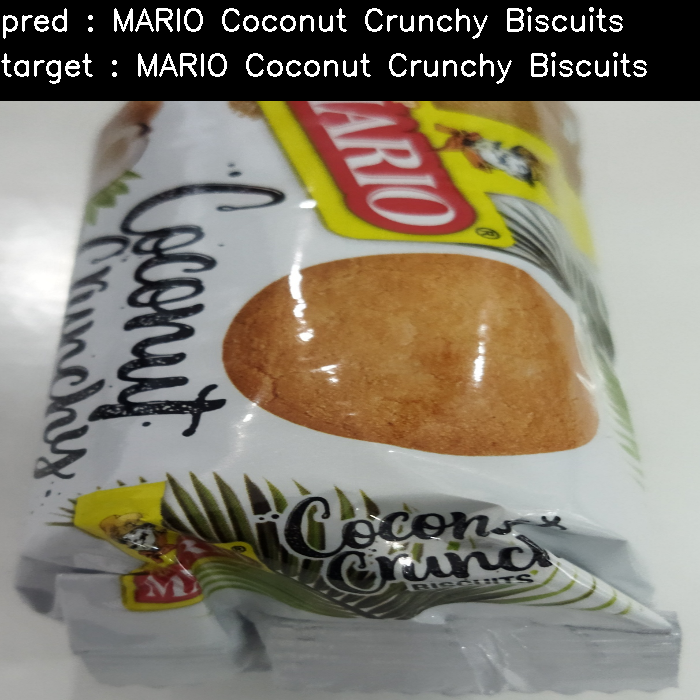 pred : MARIO Coconut Crunchy Biscuits
target : MARIO Coconut Crunchy Biscuits
MARIO
®
Coconut
Crunchy
Coconut
Crunch
BISCUITS